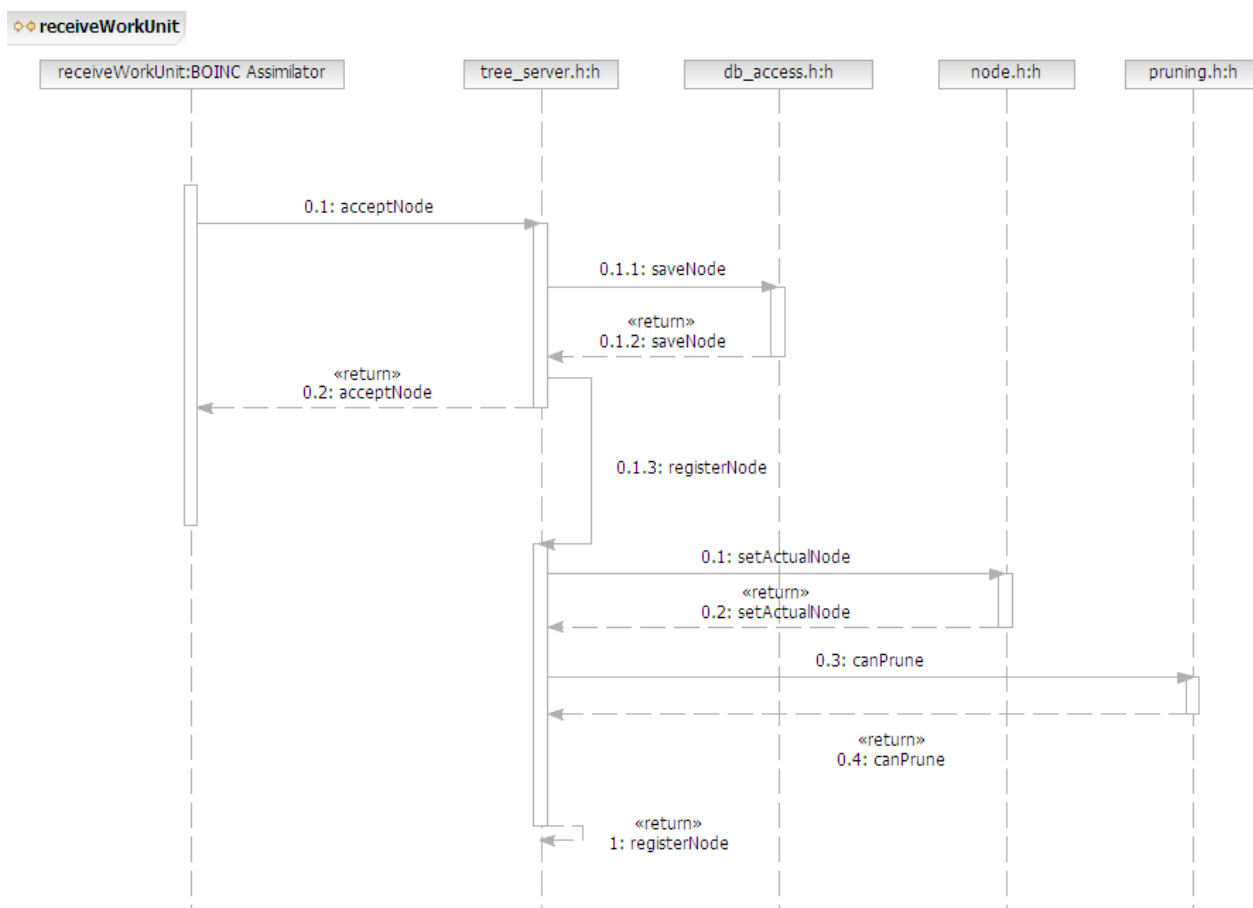 receiveWorkUnit
receiveWorkUnit:BOINC Assimilator
tree_server.h:h
db_access.h:h
node.h:h
pruning.h:h
0.1: acceptNode
0.1.1: saveNode
«return»
0.1.2: saveNode
«return»
0.2: acceptNode
0.1.3: registerNode
0.1: setActualNode
«return»
0.2: setActualNode
0.3: canPrune
«return»
0.4: canPrune
«return»
1: registerNode